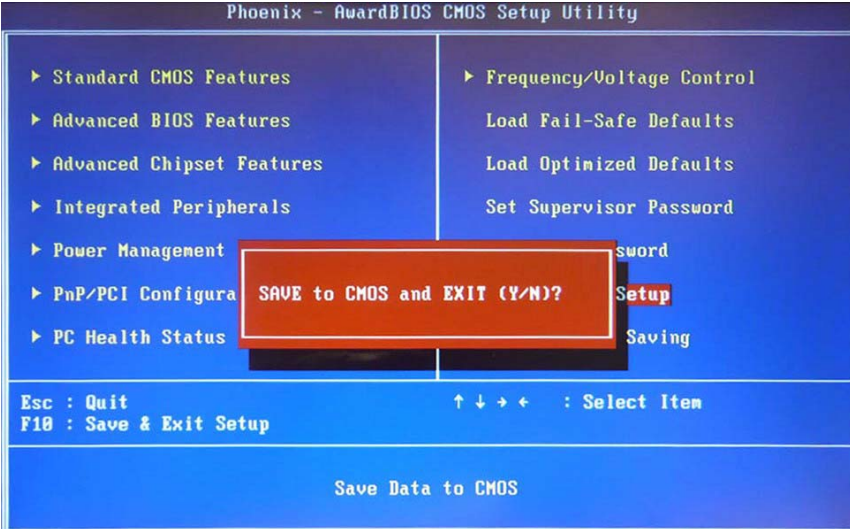 Phoenix - AwardBIOS CMOS Setup Utility
▶ Standard CMOS Features
▶ Advanced BIOS Features
▶ Advanced Chipset Features
▶ Integrated Peripherals
▶ Power Management
▶ PnP/PCI Configura
▶ PC Health Status
▶ Frequency/Voltage Control
Load Fail-Safe Defaults
Load Optimized Defaults
Set Supervisor Password
sword
Setup
Saving
SAVE to CMOS and EXIT (Y/N)?
Esc : Quit
F10 : Save & Exit Setup
↑ ↓ → ← : Select Item
Save Data to CMOS